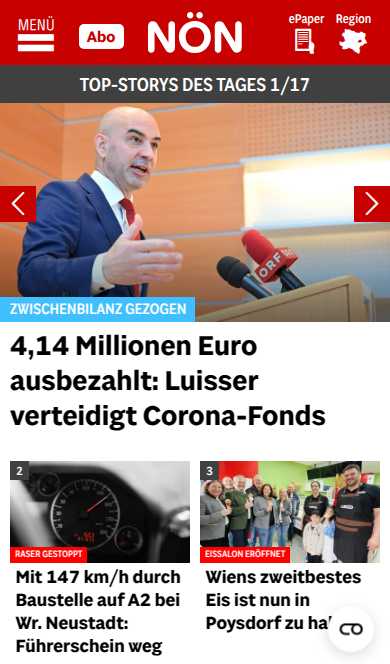 MENÜ
Abo
NÖN
ePaper
Region
TOP-STORYS DES TAGES 1/17
ORF
ZWISCHENBILANZ GEZOGEN
4,14 Millionen Euro
ausbezahlt: Luisser
verteidigt Corona-Fonds
2
RASER GESTOPPT
Mit 147 km/h durch
Baustelle auf A2 bei
Wr. Neustadt:
Führerschein weg
3
EISSALON ERÖFFNET
Wiens zweitbestes
Eis ist nun in
Poysdorf zu